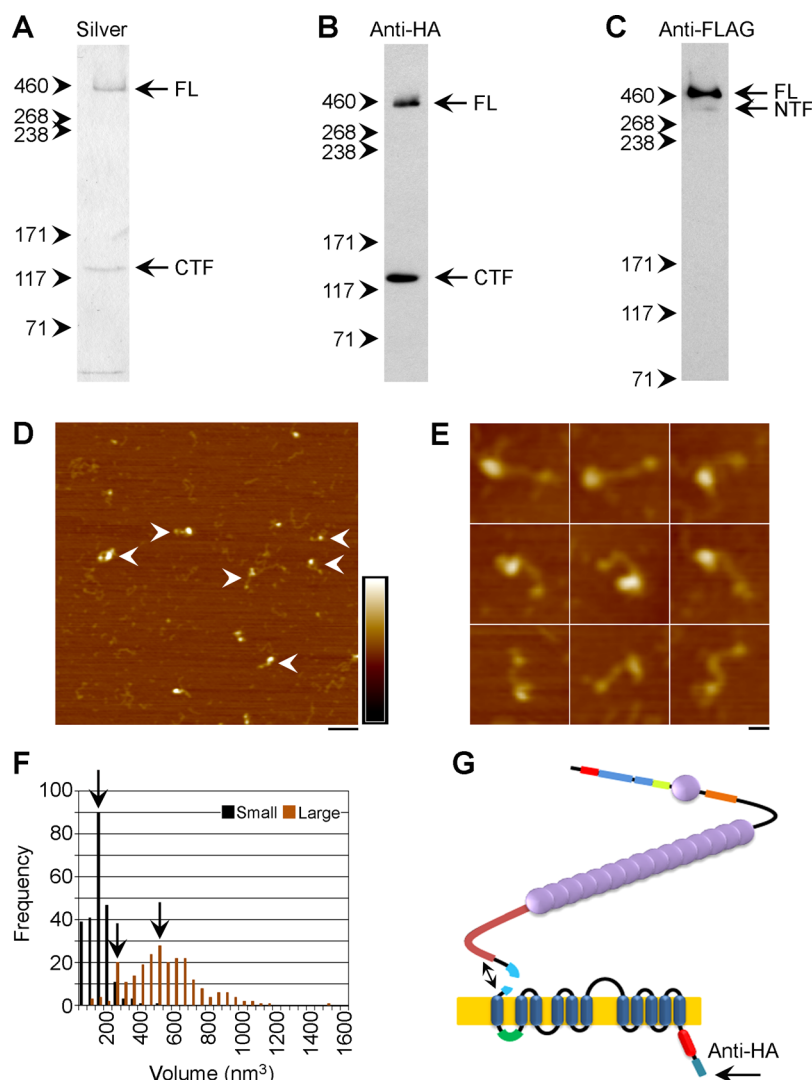 A
Silver
460
FL
268
238
171
CTF
117
71
B
Anti-HA
460
FL
268
238
171
CTF
117
71
C
Anti-FLAG
460
FL
NTF
268
238
171
117
71
D
E
F
100
80
60
40
20
0
Frequency
Small Large
200
400
600
800
1000
1200
1400
1600
Volume (nm³)
G
Anti-HA